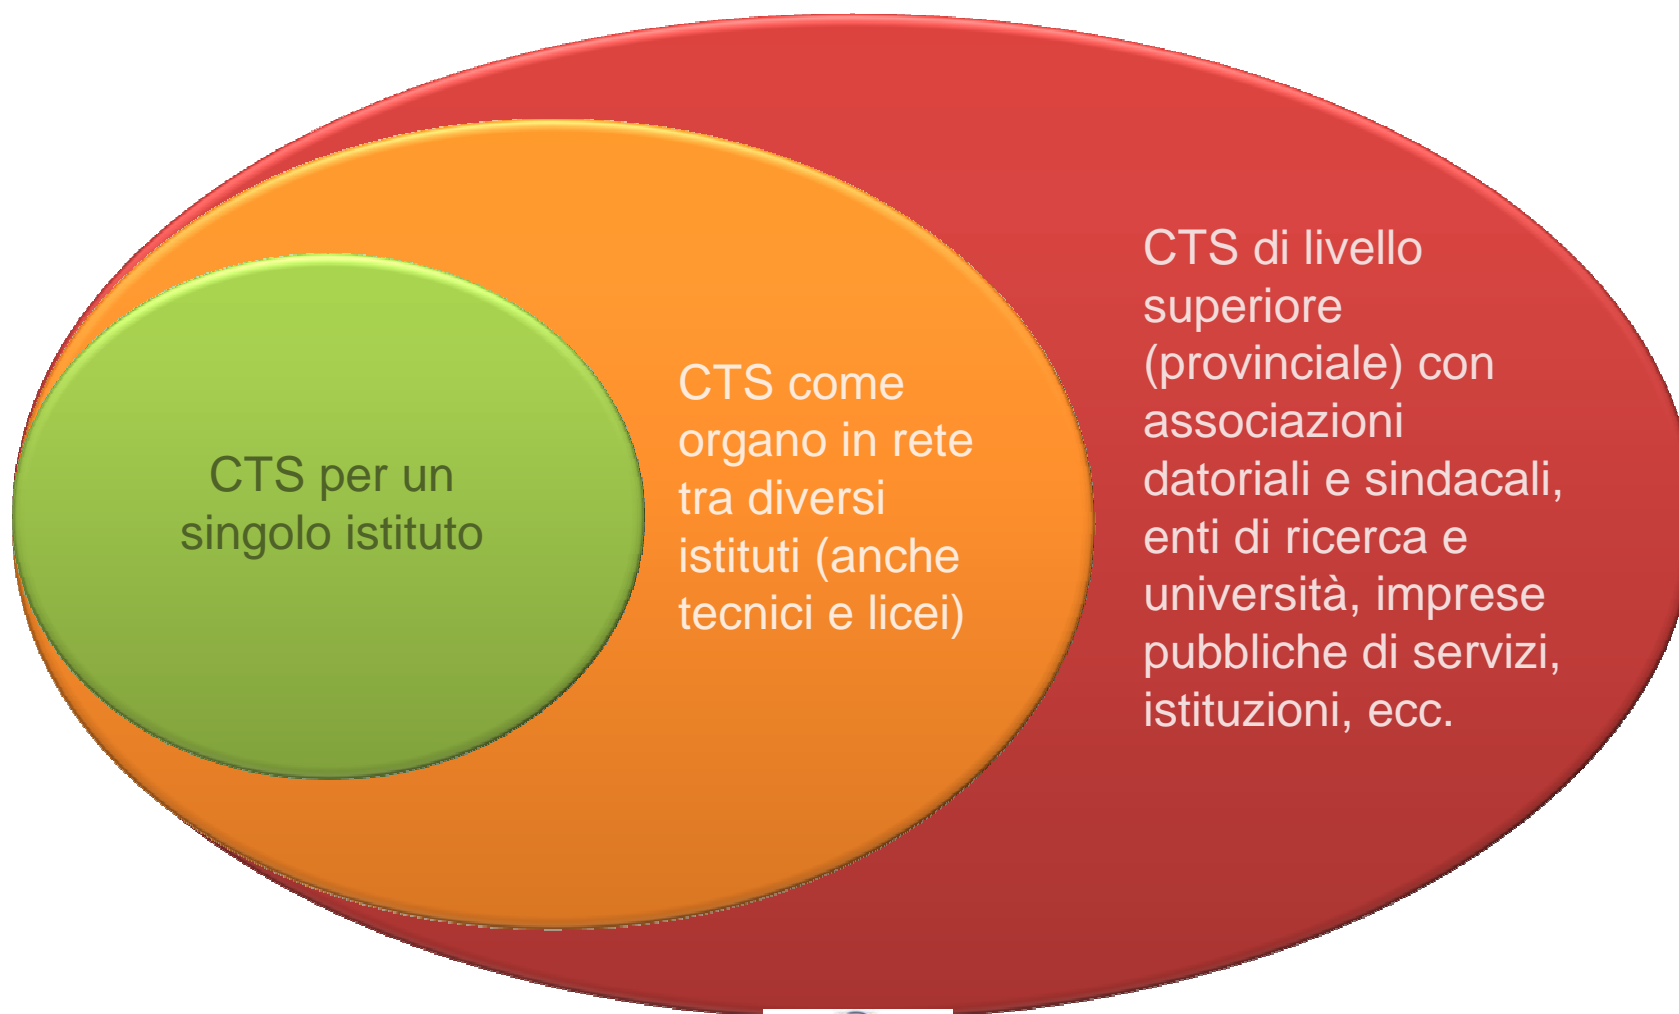 CTS per un
singolo istituto
CTS come
organo in rete
tra diversi
istituti (anche
tecnici e licei)
CTS di livello
superiore
(provinciale) con
associazioni
datoriali e sindacali,
enti di ricerca e
università, imprese
pubbliche di servizi,
istituzioni, ecc.